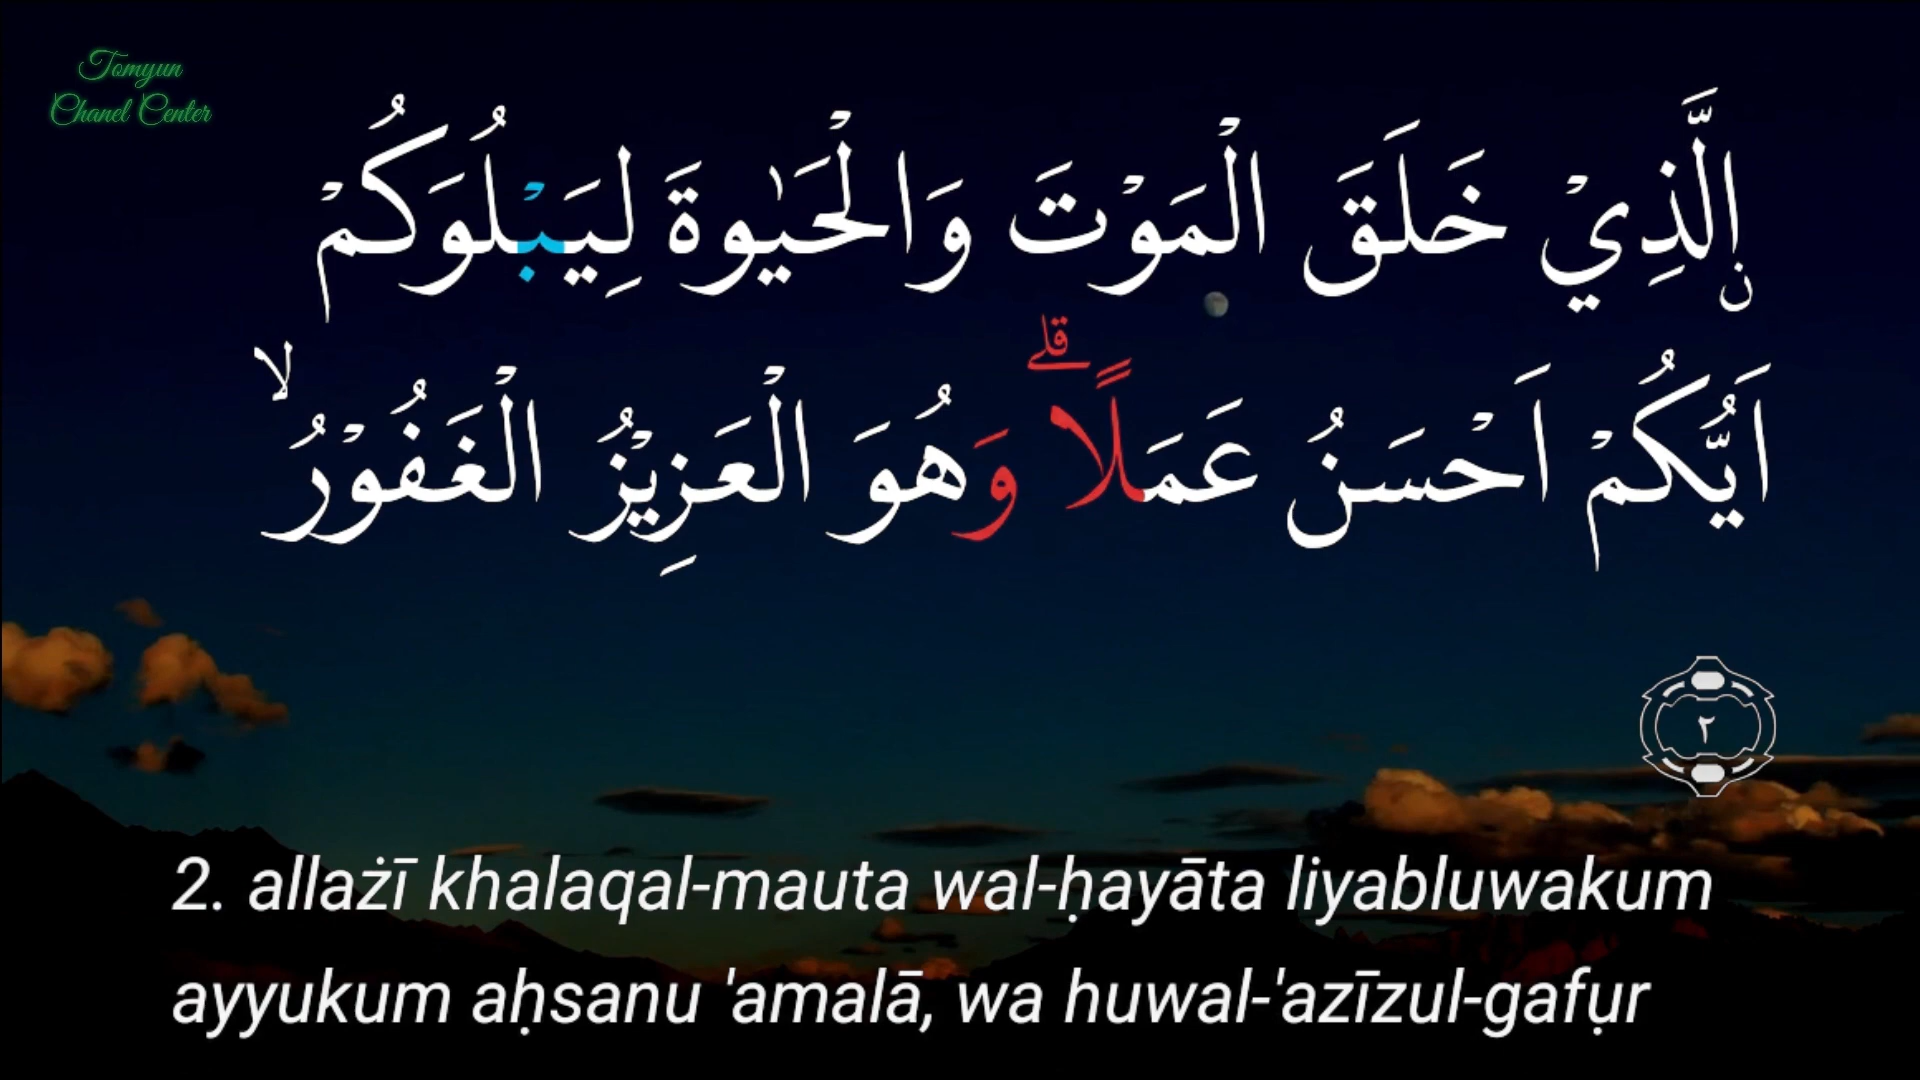 Tomyun
Chanel Center
ࣙالَّذِيْ خَلَقَ الْمَوْتَ وَالْحَيٰوةَ لِيَبْلُوَكُمْ
اَيُّكُمْ اَحْسَنُ عَمَلًاۗ وَهُوَ الْعَزِيْزُ الْغَفُوْرُۙ
٢
2. allażī khalaqal-mauta wal-ḥayāta liyabluwakum
ayyukum aḥsanu 'amalā, wa huwal-'azīzul-gafụr